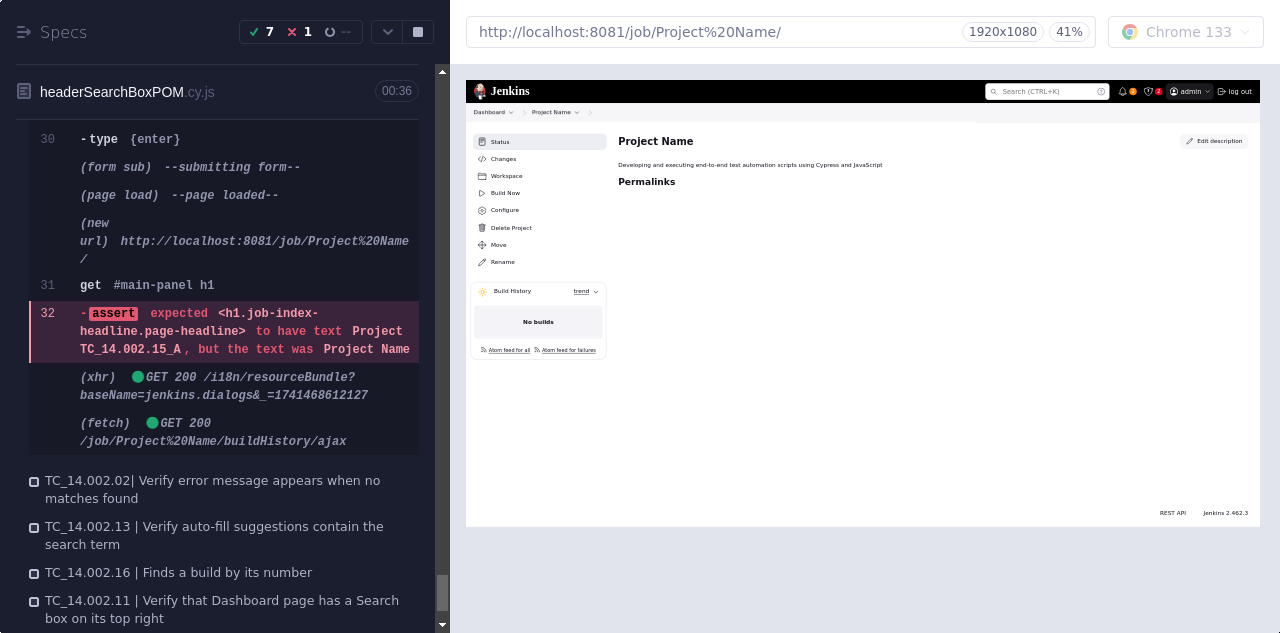 Specs
7
1
--
http://localhost:8081/job/Project%20Name/
1920x1080
41%
Chrome 133
headerSearchBoxPOM.cy.js
00:36
30 -type {enter}
(form sub) --submitting form--
(page load) --page loaded--
(new
url) http://localhost:8081/job/Project%20Name
/
31 get #main-panel h1
32 -assert expected <h1.job-index-
headline.page-headline> to have text Project
TC_14.002.15_A, but the text was Project Name
(xhr) GET 200 /i18n/resourceBundle?
baseName=jenkins.dialogs&_=1741468612127
(fetch) GET 200
/job/Project%20Name/buildHistory/ajax
TC_14.002.02| Verify error message appears when no
matches found
TC_14.002.13 | Verify auto-fill suggestions contain the
search term
TC_14.002.16 | Finds a build by its number
TC_14.002.11 | Verify that Dashboard page has a Search
box on its top right
Jenkins
Search (CTRL+K)
admin
log out
Dashboard
Project Name
Status
Changes
Workspace
Build Now
Configure
Delete Project
Move
Rename
Build History
trend
No builds
Atom feed for all
Atom feed for failures
Project Name
Edit description
Developing and executing end-to-end test automation scripts using Cypress and JavaScript
Permalinks
REST API
Jenkins 2.462.3